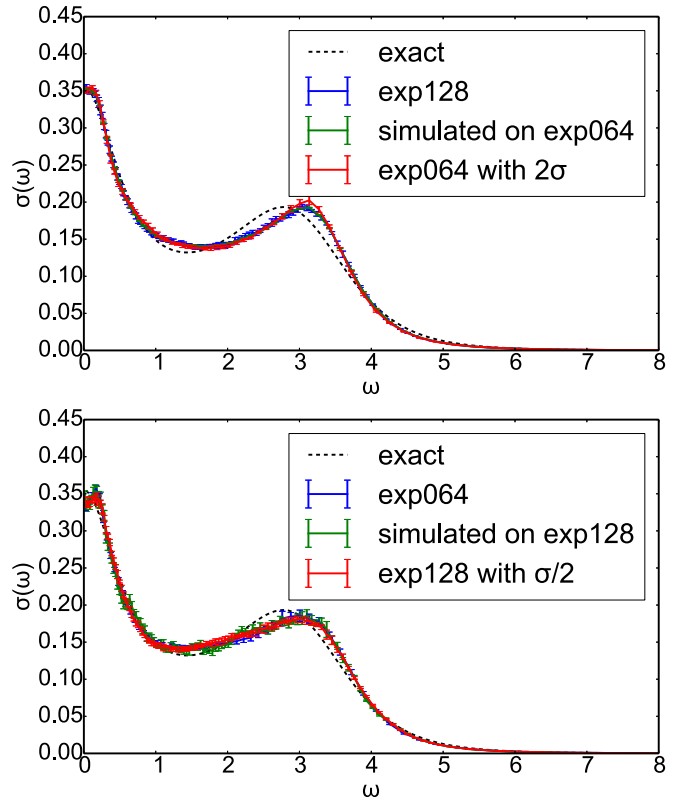 0.45
0.40
0.35
0.30
0.25
0.20
0.15
0.10
0.05
0.00
σ(ω)
exact
exp128
simulated on exp064
exp064 with 2σ
0 1 2 3 4 5 6 7 8
ω
0.45
0.40
0.35
0.30
0.25
0.20
0.15
0.10
0.05
0.00
σ(ω)
exact
exp064
simulated on exp128
exp128 with σ/2
0 1 2 3 4 5 6 7 8
ω